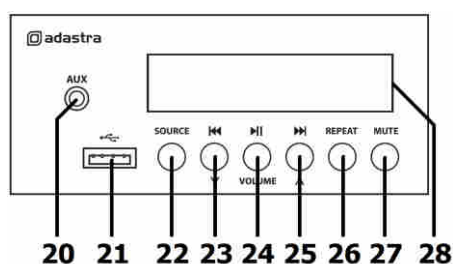 adastra
AUX
SOURCE REPEAT MUTE
VOLUME
20 21 22 23 24 25 26 27 28